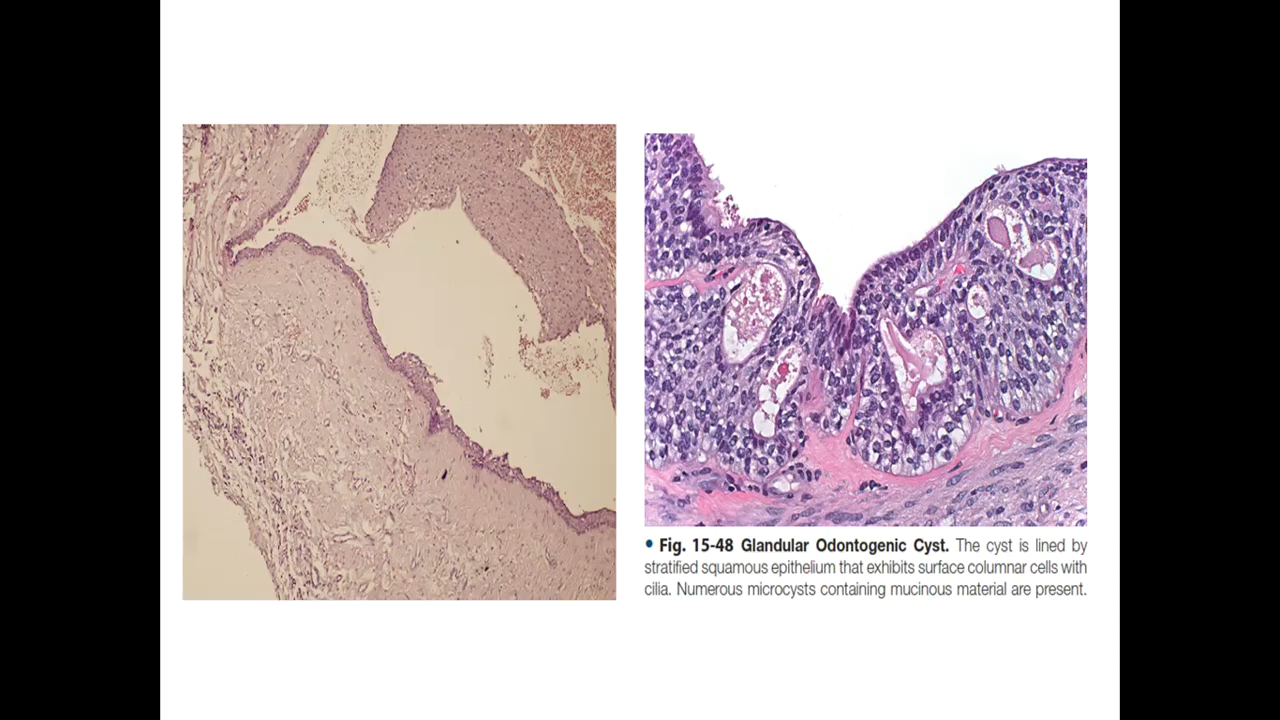 • Fig. 15-48 Glandular Odontogenic Cyst. The cyst is lined by
stratified squamous epithelium that exhibits surface columnar cells with
cilia. Numerous microcysts containing mucinous material are present.